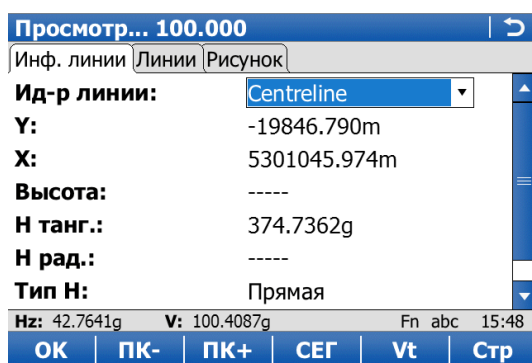 Просмотр... 100.000
Инф. линии Линии Рисунок
Ид-р линии: Centreline
Y: -19846.790m
X: 5301045.974m
Высота: -----
Н танг.: 374.7362g
Н рад.: -----
Тип Н: Прямая
Hz: 42.7641g V: 100.4087g Fn abc 15:48
OK ПК- ПК+ СЕГ Vt Стр